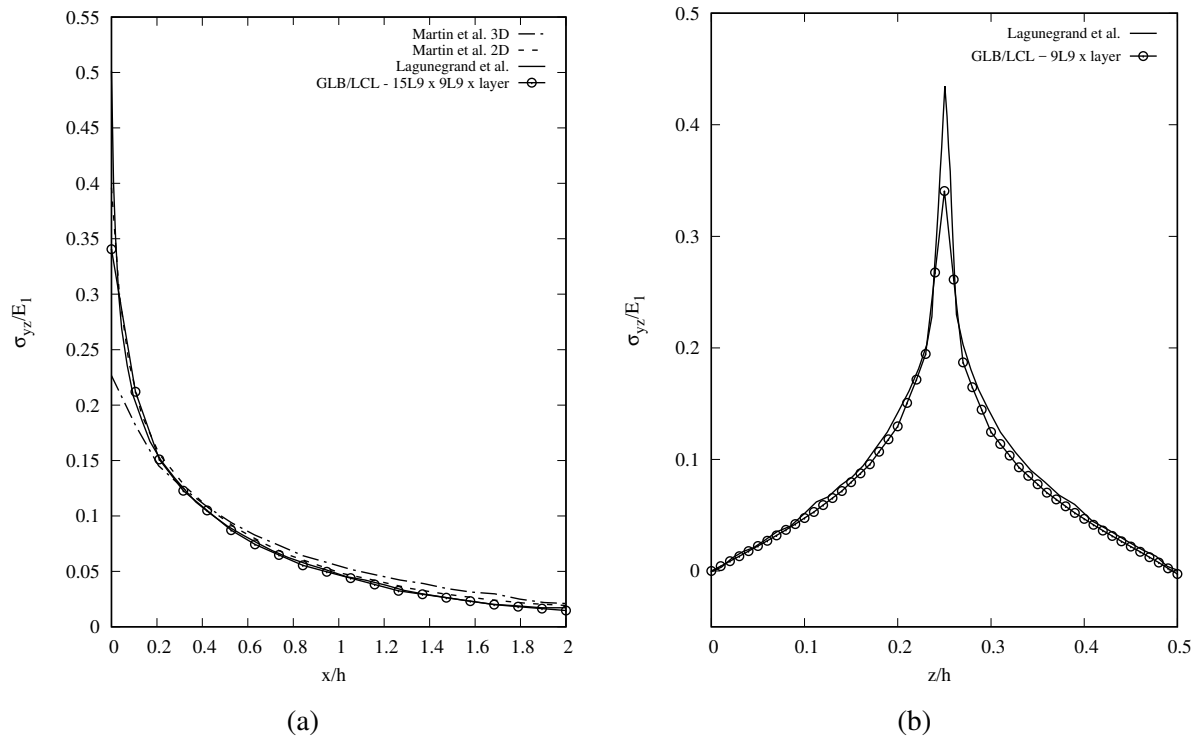 0.55
0.5
0.45
0.4
0.35
0.3
0.25
0.2
0.15
0.1
0.05
0
σyz/E1
0 0.2 0.4 0.6 0.8 1 1.2 1.4 1.6 1.8 2
x/h
Martin et al. 3D
Martin et al. 2D
Lagunegrand et al.
GLB/LCL - 15L9 x 9L9 x layer
(a)
0.5
0.4
0.3
0.2
0.1
0
σyz/E1
0 0.1 0.2 0.3 0.4 0.5
z/h
Lagunegrand et al.
GLB/LCL − 9L9 x layer
(b)